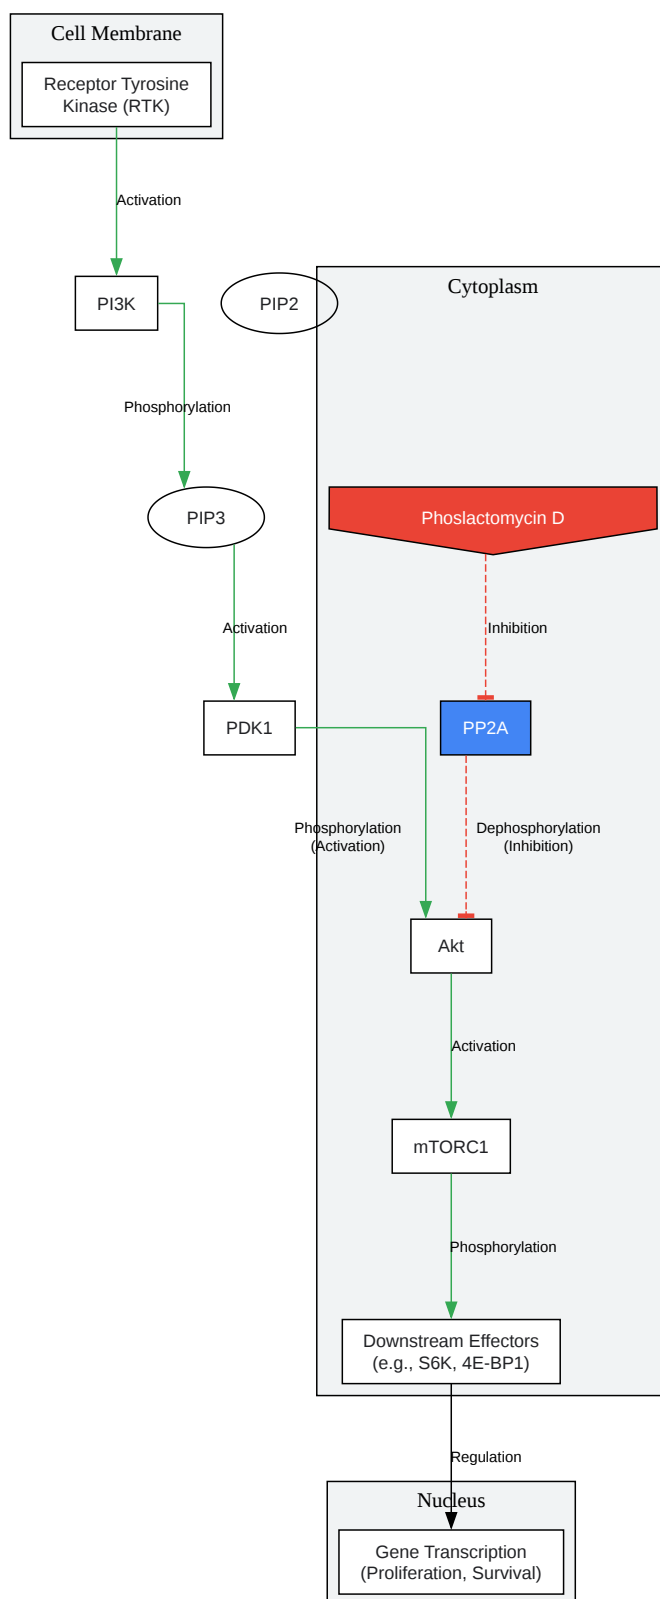 Cell Membrane
Receptor Tyrosine
Kinase (RTK)
Activation
PI3K
PIP2
Cytoplasm
Phosphorylation
PIP3
Phoslactomycin D
Activation
Inhibition
PDK1
PP2A
Phosphorylation
(Activation)
Dephosphorylation
(Inhibition)
Akt
Activation
mTORC1
Phosphorylation
Downstream Effectors
(e.g., S6K, 4E-BP1)
Regulation
Nucleus
Gene Transcription
(Proliferation, Survival)